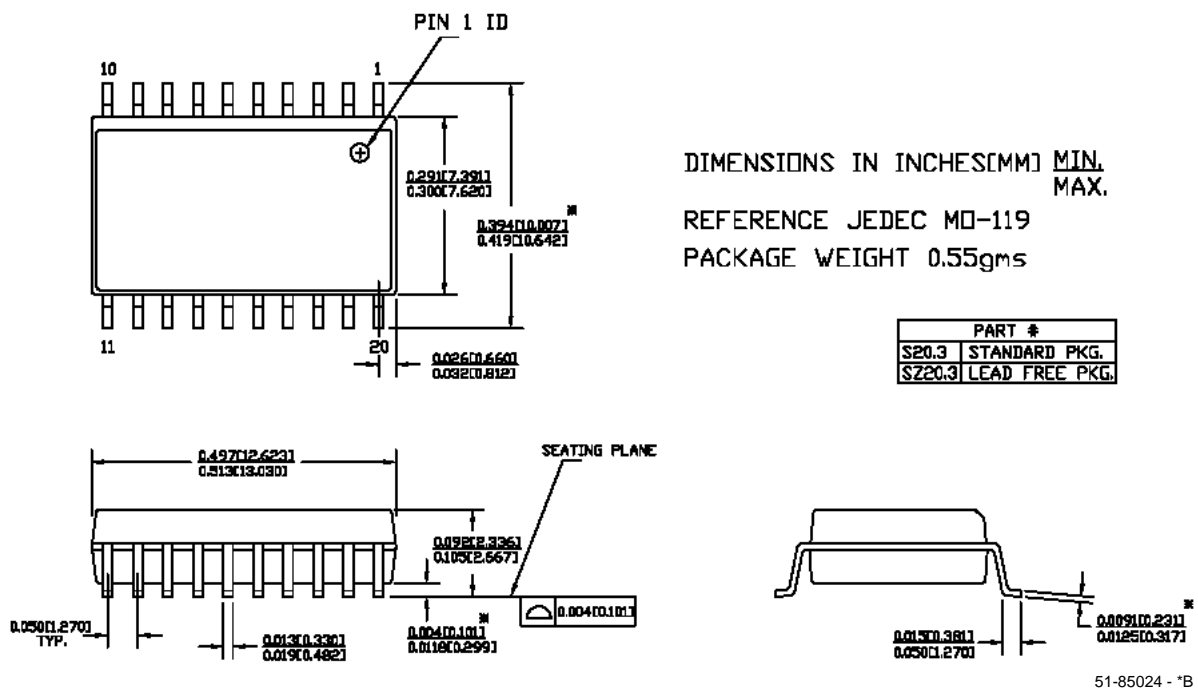 PIN 1 ID
10 1
0.291[7.391]
0.300[7.620]
*
0.394[10.007]
0.419[10.642]
DIMENSIONS IN INCHES[MM] MIN.
MAX.
REFERENCE JEDEC MO-119
PACKAGE WEIGHT 0.55gms
11 20
0.026[0.660]
0.032[0.812]
PART #
S20.3 STANDARD PKG.
SZ20.3 LEAD FREE PKG.
0.497[12.623]
0.513[13.030]
SEATING PLANE
0.092[2.336]
0.105[2.667]
0.004[0.101]
0.050[1.270]
TYP.
0.013[0.330]
0.019[0.482]
*
0.004[0.101]
0.0118[0.299]
0.015[0.381]
0.050[1.270]
*
0.0091[0.231]
0.0125[0.317]
51-85024 - *B